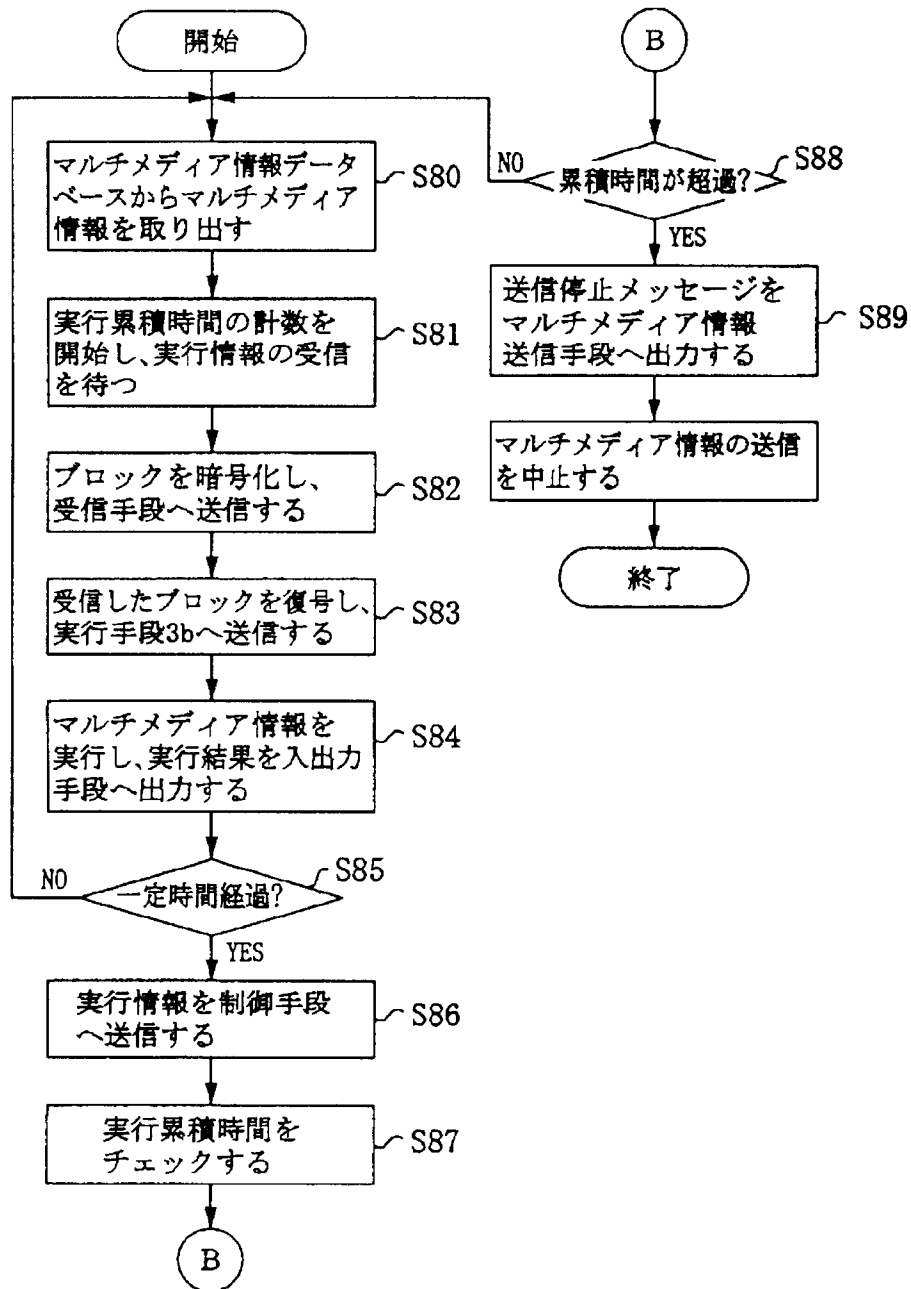 開始
マルチメディア情報データ
ベースからマルチメディア
情報を取り出す
S80
実行累積時間の計数を
開始し、実行情報の受信
を待つ
S81
ブロックを暗号化し、
受信手段へ送信する
S82
受信したブロックを復号し、
実行手段3bへ送信する
S83
マルチメディア情報を
実行し、実行結果を入出力
手段へ出力する
S84
一定時間経過?
S85
NO
YES
実行情報を制御手段
へ送信する
S86
実行累積時間を
チェックする
S87
B
B
累積時間が超過?
S88
NO
YES
送信停止メッセージを
マルチメディア情報
送信手段へ出力する
S89
マルチメディア情報の送信
を中止する
終了